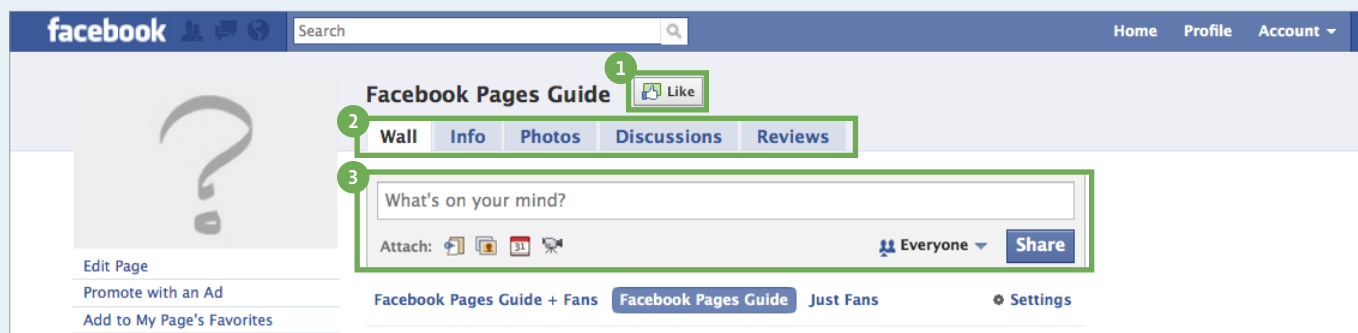 facebook Search Home Profile Account
1
Facebook Pages Guide Like
2
Wall Info Photos Discussions Reviews
3
What's on your mind?
Attach: 31 Everyone Share
Edit Page
Promote with an Ad
Add to My Page's Favorites
Facebook Pages Guide + Fans Facebook Pages Guide Just Fans Settings